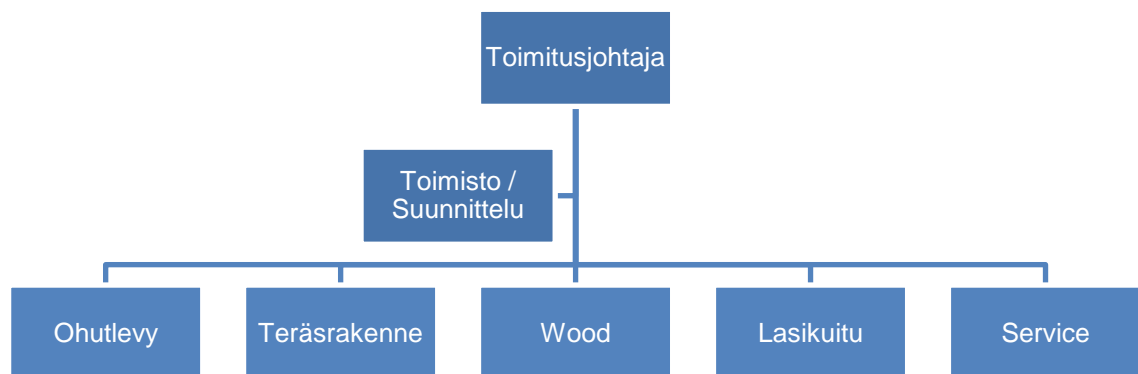 Toimitusjohtaja
Toimisto /
Suunnittelu
Ohutlevy
Teräsrakenne
Wood
Lasikuitu
Service